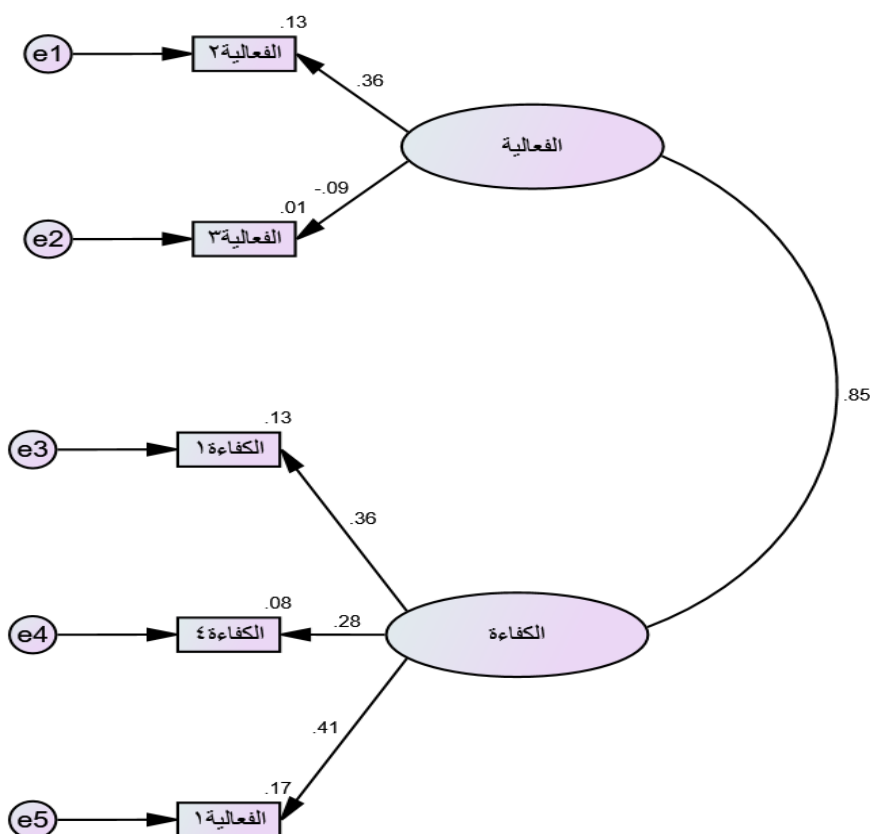 .13
e1
الفعالية٢
.36
الفعالية
-.09
.01
e2
الفعالية٣
.85
.13
e3
الكفاءة١
.36
.08
e4
الكفاءة٤
.28
الكفاءة
.41
.17
e5
الفعالية١